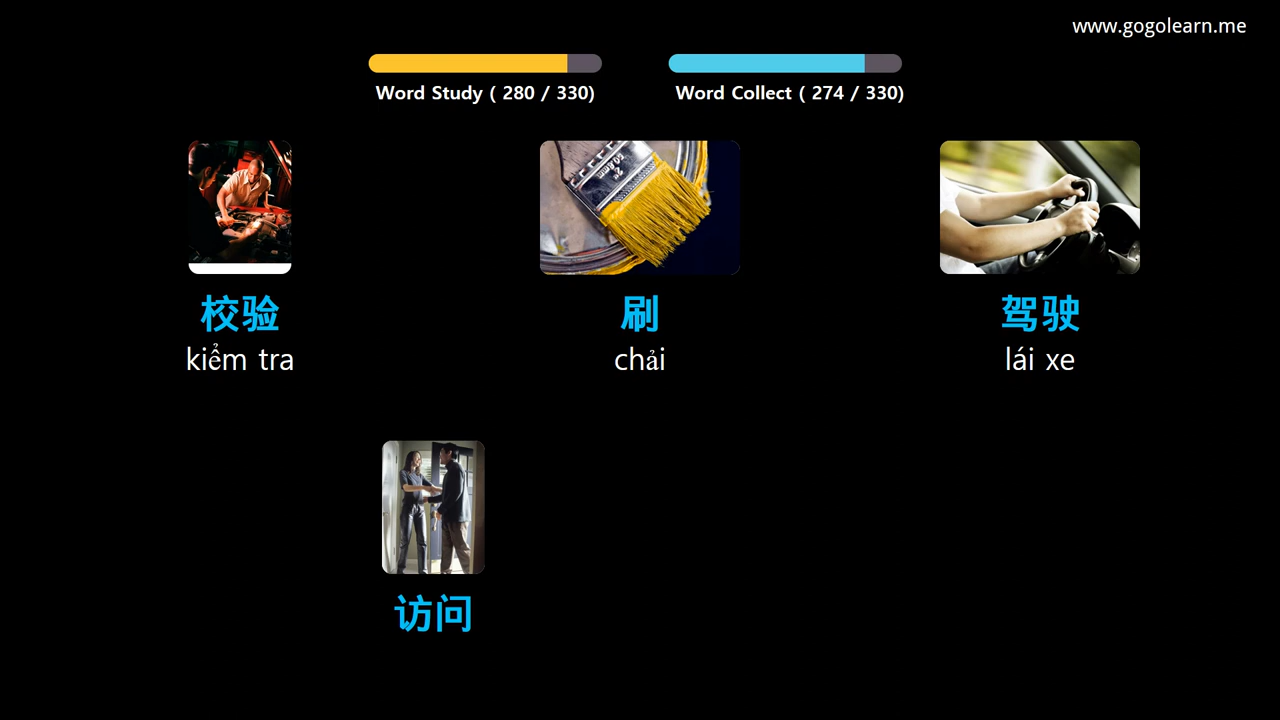 www.gogolearn.me
Word Study ( 280 / 330)
Word Collect ( 274 / 330)
校验
kiểm tra
刷
chải
驾驶
lái xe
访问